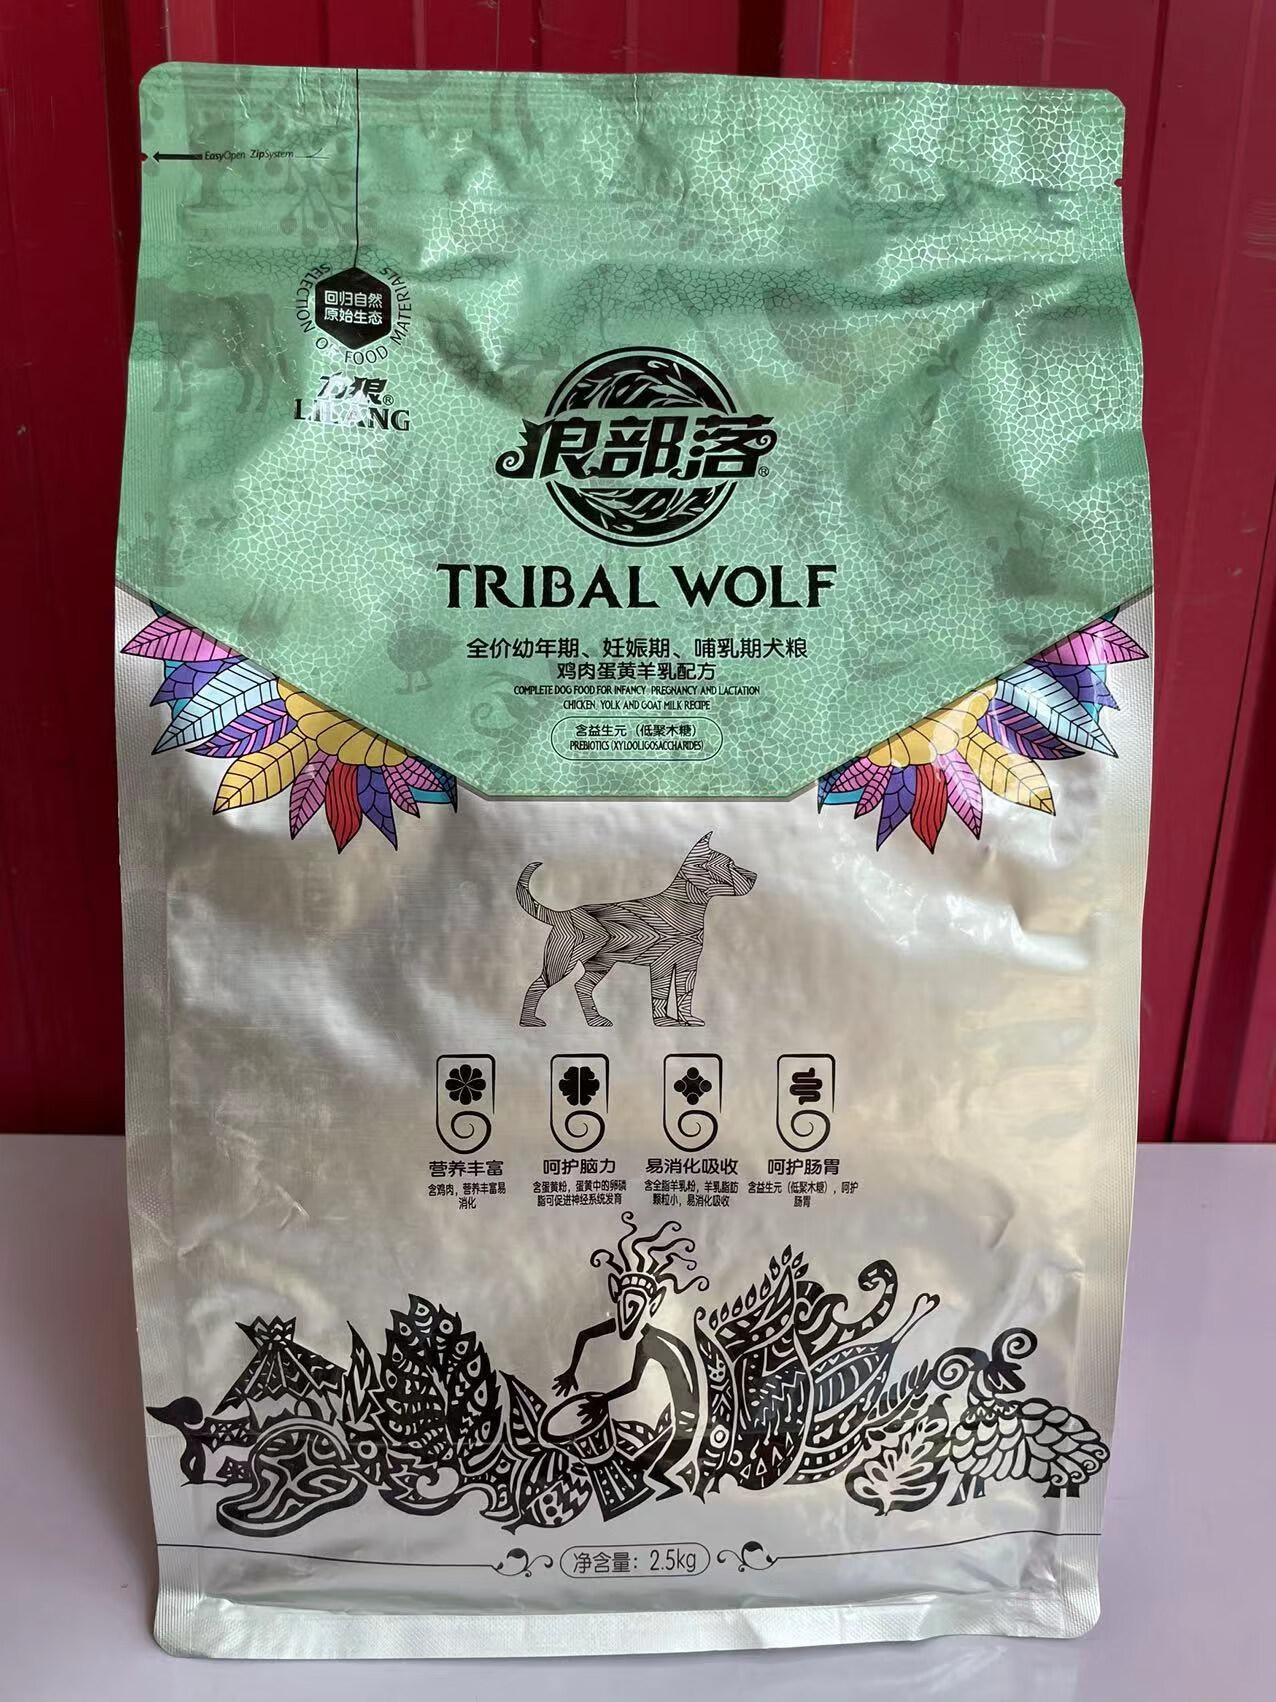 EasyOpen ZipSystem
SELECTION OF FOOD MATERIALS
回归自然
原始生态
力狼®
LILANG
狼部落®
TRIBAL WOLF
全价幼年期、妊娠期、哺乳期犬粮
鸡肉蛋黄羊乳配方
COMPLETE DOG FOOD FOR INFANCY PREGNANCY AND LACTATION
CHICKEN YOLK AND GOAT MILK RECIPE
含益生元（低聚木糖）
PREBIOTICS (XYLOOLIGOSACCHARIDES)
营养丰富
含鸡肉，营养丰富易
消化
呵护脑力
含蛋黄粉，蛋黄中的卵磷
脂可促进神经系统发育
易消化吸收
含全脂羊乳粉，羊乳脂肪
颗粒小，易消化吸收
呵护肠胃
含益生元（低聚木糖），呵护
肠胃
净含量：2.5kg